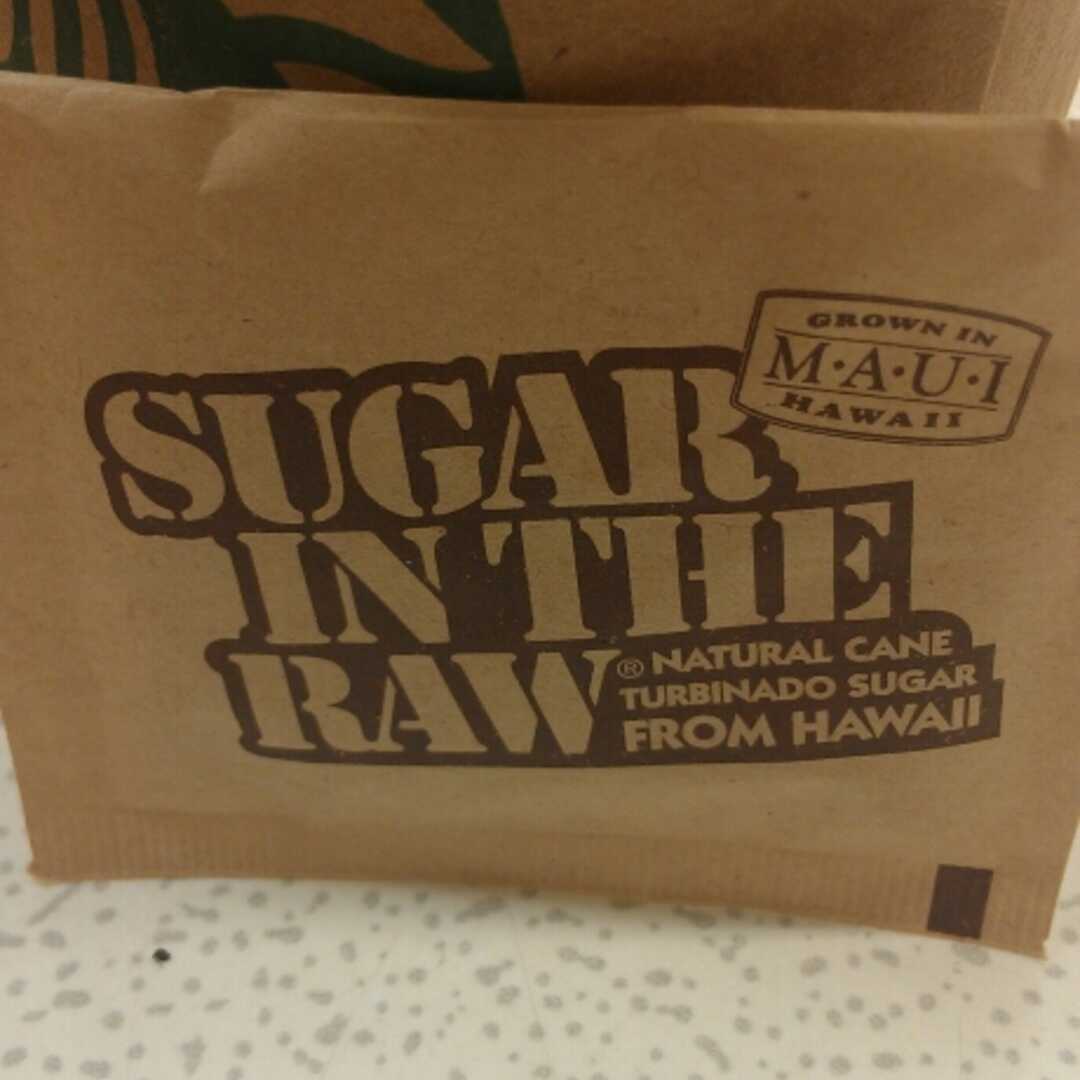 GROWN IN
M·A·U·I
HAWAII
SUGAR
IN THE
RAW® NATURAL CANE
TURBINADO SUGAR
FROM HAWAII